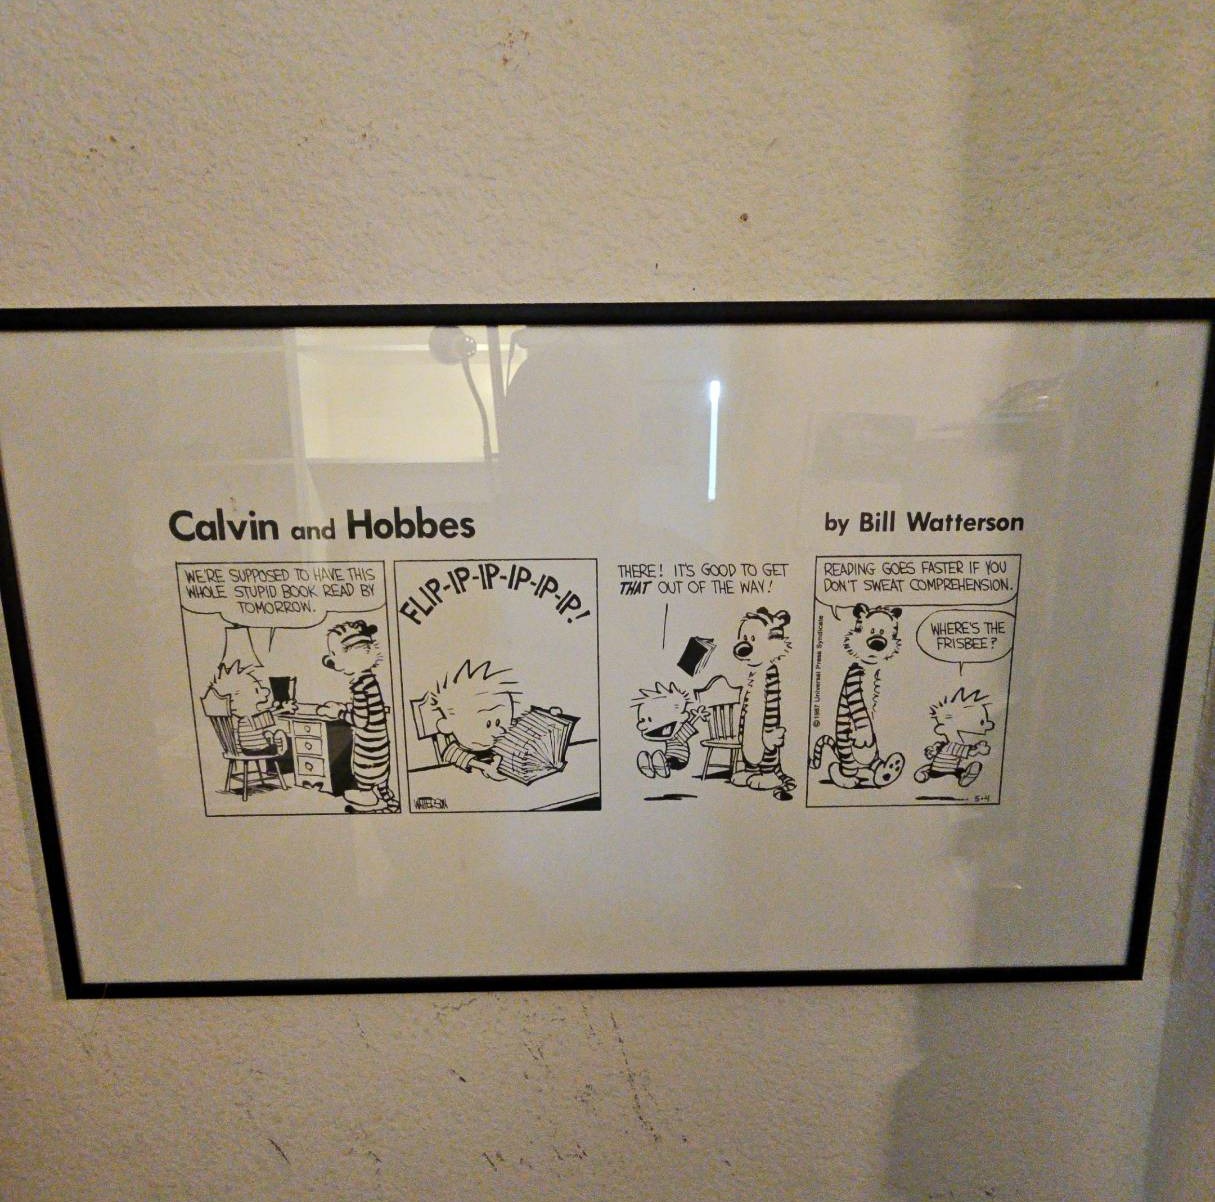 Calvin and Hobbes
by Bill Watterson
WE'RE SUPPOSED TO HAVE THIS
WHOLE STUPID BOOK READ BY
TOMORROW.
FLIP-IP-IP-IP-IP-IP!
WATTERSON
THERE! IT'S GOOD TO GET
THAT OUT OF THE WAY!
READING GOES FASTER IF YOU
DON'T SWEAT COMPREHENSION.
WHERE'S THE
FRISBEE?
© 1987 Universal Press Syndicate
5-4